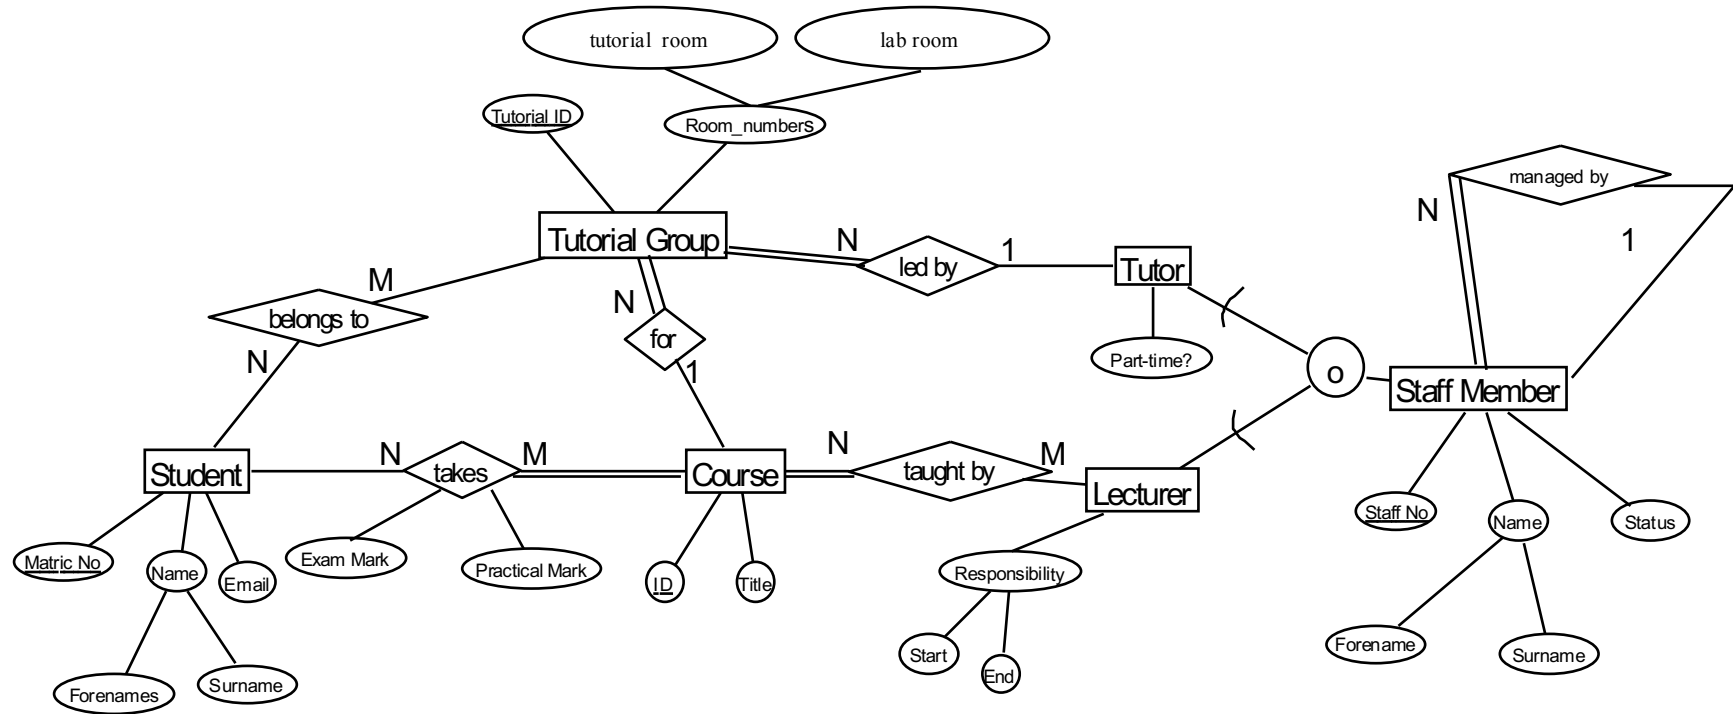 tutorial room
lab room
Tutorial ID
Room_numbers
managed by
N
1
Tutorial Group
N
led by
1
Tutor
M
belongs to
N
N
for
1
Part-time?
o
Staff Member
Student
N
takes
M
Course
N
taught by
M
Lecturer
Matric No
Name
Email
Exam Mark
Practical Mark
ID
Title
Responsibility
Staff No
Name
Status
Forenames
Surname
Start
End
Forename
Surname